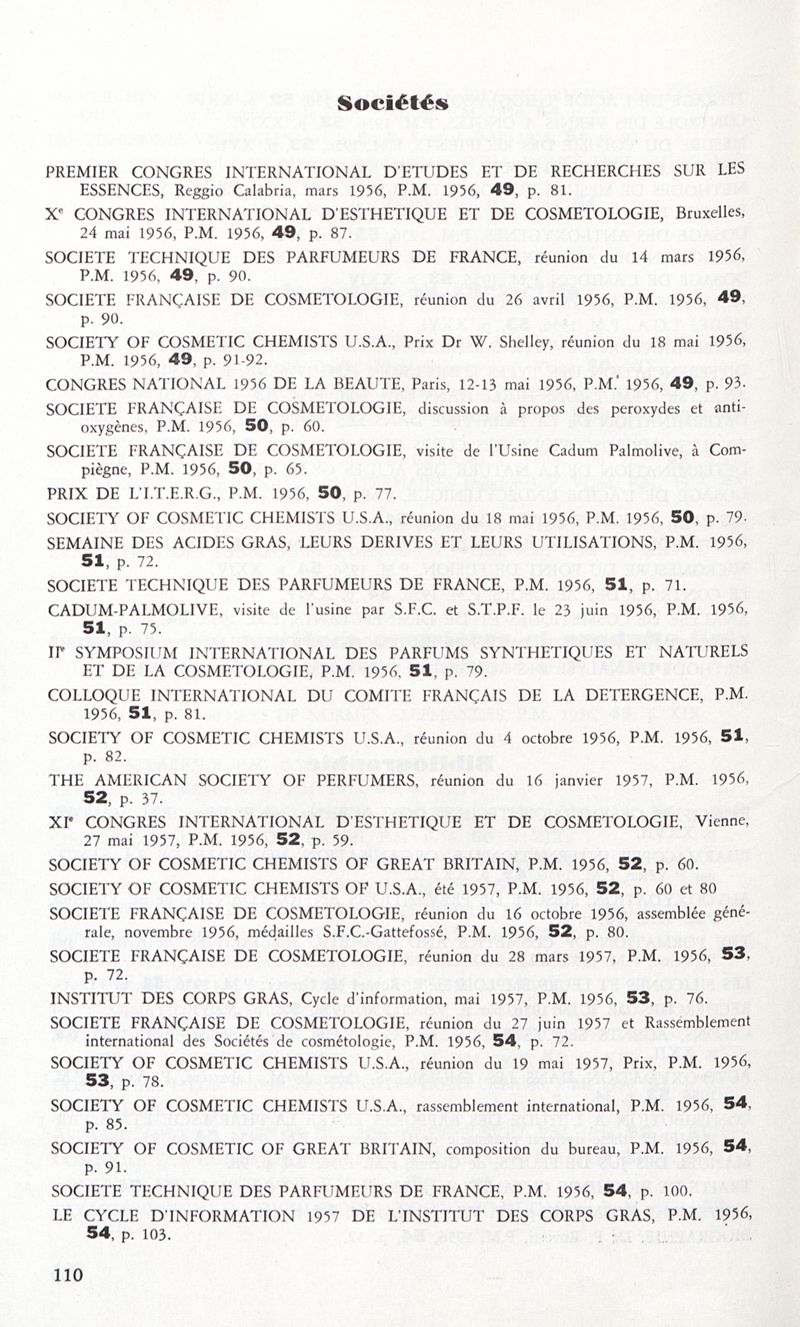 Sociétés
PREMIER CONGRES INTERNATIONAL D'ETUDES ET DE RECHERCHES SUR LES
ESSENCES, Reggio Calabria, mars 1956, P.M. 1956, 49, p. 81.
Xe CONGRES INTERNATIONAL D'ESTHETIQUE ET DE COSMETOLOGIE, Bruxelles,
24 mai 1956, P.M. 1956, 49, p. 87.
SOCIETE TECHNIQUE DES PARFUMEURS DE FRANCE, réunion du 14 mars 1956,
P.M. 1956, 49, p. 90.
SOCIETE FRANÇAISE DE COSMETOLOGIE, réunion du 26 avril 1956, P.M. 1956, 49,
p. 90.
SOCIETY OF COSMETIC CHEMISTS U.S.A., Prix Dr W. Shelley, réunion du 18 mai 1956,
P.M. 1956, 49, p. 91-92.
CONGRES NATIONAL 1956 DE LA BEAUTE, Paris, 12-13 mai 1956, P.M. 1956, 49, p. 93.
SOCIETE FRANÇAISE DE COSMETOLOGIE, discussion à propos des peroxydes et anti-
oxygènes, P.M. 1956, 50, p. 60.
SOCIETE FRANÇAISE DE COSMETOLOGIE, visite de l'Usine Cadum Palmolive, à Com-
piègne, P.M. 1956, 50, p. 65.
PRIX DE L'I.T.E.R.G., P.M. 1956, 50, p. 77.
SOCIETY OF COSMETIC CHEMISTS U.S.A., réunion du 18 mai 1956, P.M. 1956, 50, p. 79.
SEMAINE DES ACIDES GRAS, LEURS DERIVES ET LEURS UTILISATIONS, P.M. 1956,
51, p. 72.
SOCIETE TECHNIQUE DES PARFUMEURS DE FRANCE, P.M. 1956, 51, p. 71.
CADUM-PALMOLIVE, visite de l'usine par S.F.C. et S.T.P.F. le 23 juin 1956, P.M. 1956,
51, p. 75.
IIe SYMPOSIUM INTERNATIONAL DES PARFUMS SYNTHETIQUES ET NATURELS
ET DE LA COSMETOLOGIE, P.M. 1956, 51, p. 79.
COLLOQUE INTERNATIONAL DU COMITE FRANÇAIS DE LA DETERGENCE, P.M.
1956, 51, p. 81.
SOCIETY OF COSMETIC CHEMISTS U.S.A., réunion du 4 octobre 1956, P.M. 1956, 51,
p. 82.
THE AMERICAN SOCIETY OF PERFUMERS, réunion du 16 janvier 1957, P.M. 1956,
52, p. 37.
XIe CONGRES INTERNATIONAL D'ESTHETIQUE ET DE COSMETOLOGIE, Vienne,
27 mai 1957, P.M. 1956, 52, p. 59.
SOCIETY OF COSMETIC CHEMISTS OF GREAT BRITAIN, P.M. 1956, 52, p. 60.
SOCIETY OF COSMETIC CHEMISTS OF U.S.A., été 1957, P.M. 1956, 52, p. 60 et 80
SOCIETE FRANÇAISE DE COSMETOLOGIE, réunion du 16 octobre 1956, assemblée géné-
rale, novembre 1956, médailles S.F.C.-Gattefossé, P.M. 1956, 52, p. 80.
SOCIETE FRANÇAISE DE COSMETOLOGIE, réunion du 28 mars 1957, P.M. 1956, 53,
p. 72.
INSTITUT DES CORPS GRAS, Cycle d'information, mai 1957, P.M. 1956, 53, p. 76.
SOCIETE FRANÇAISE DE COSMETOLOGIE, réunion du 27 juin 1957 et Rassemblement
international des Sociétés de cosmétologie, P.M. 1956, 54, p. 72.
SOCIETY OF COSMETIC CHEMISTS U.S.A., réunion du 19 mai 1957, Prix, P.M. 1956,
53, p. 78.
SOCIETY OF COSMETIC CHEMISTS U.S.A., rassemblement international, P.M. 1956, 54,
p. 85.
SOCIETY OF COSMETIC OF GREAT BRITAIN, composition du bureau, P.M. 1956, 54,
p. 91.
SOCIETE TECHNIQUE DES PARFUMEURS DE FRANCE, P.M. 1956, 54, p. 100.
LE CYCLE D'INFORMATION 1957 DE L'INSTITUT DES CORPS GRAS, P.M. 1956,
54, p. 103.
110